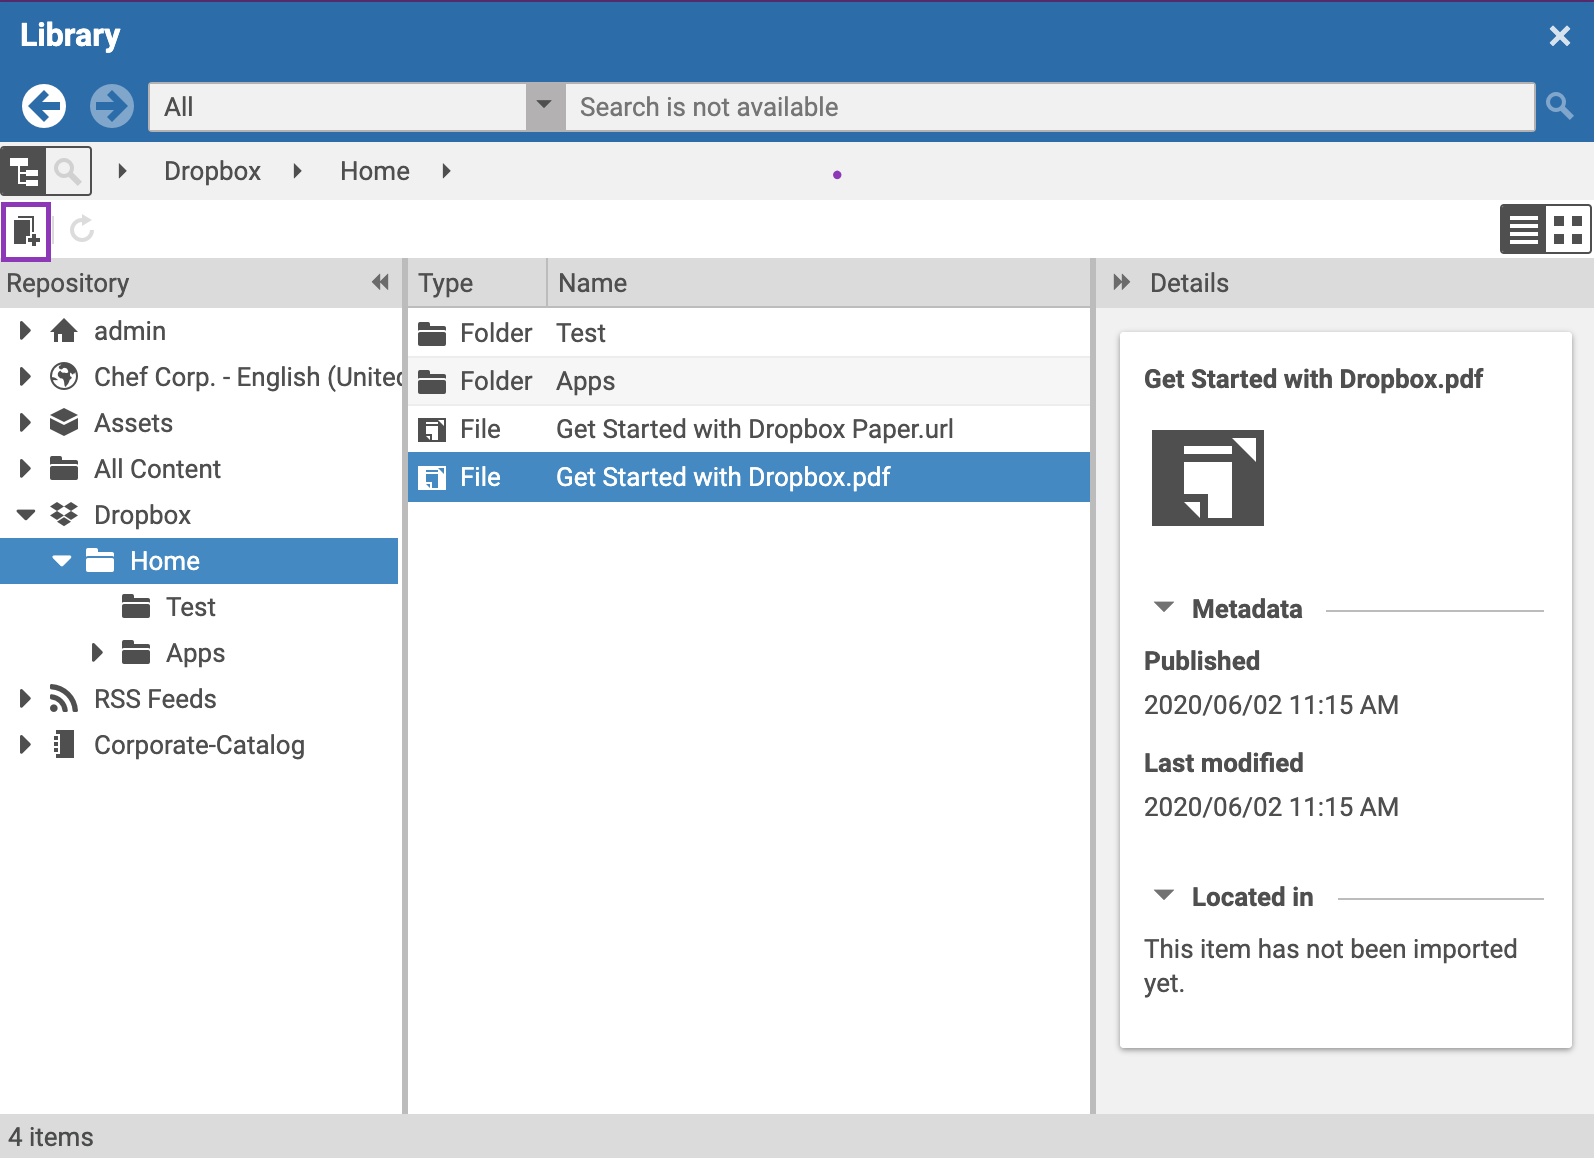 Library
All
Search is not available
Dropbox
Home
Repository
Type
Name
Details
admin
Chef Corp. - English (United
Assets
All Content
Dropbox
Home
Test
Apps
RSS Feeds
Corporate-Catalog
Folder Test
Folder Apps
File Get Started with Dropbox Paper.url
File Get Started with Dropbox.pdf
Get Started with Dropbox.pdf
Metadata
Published
2020/06/02 11:15 AM
Last modified
2020/06/02 11:15 AM
Located in
This item has not been imported
yet.
4 items